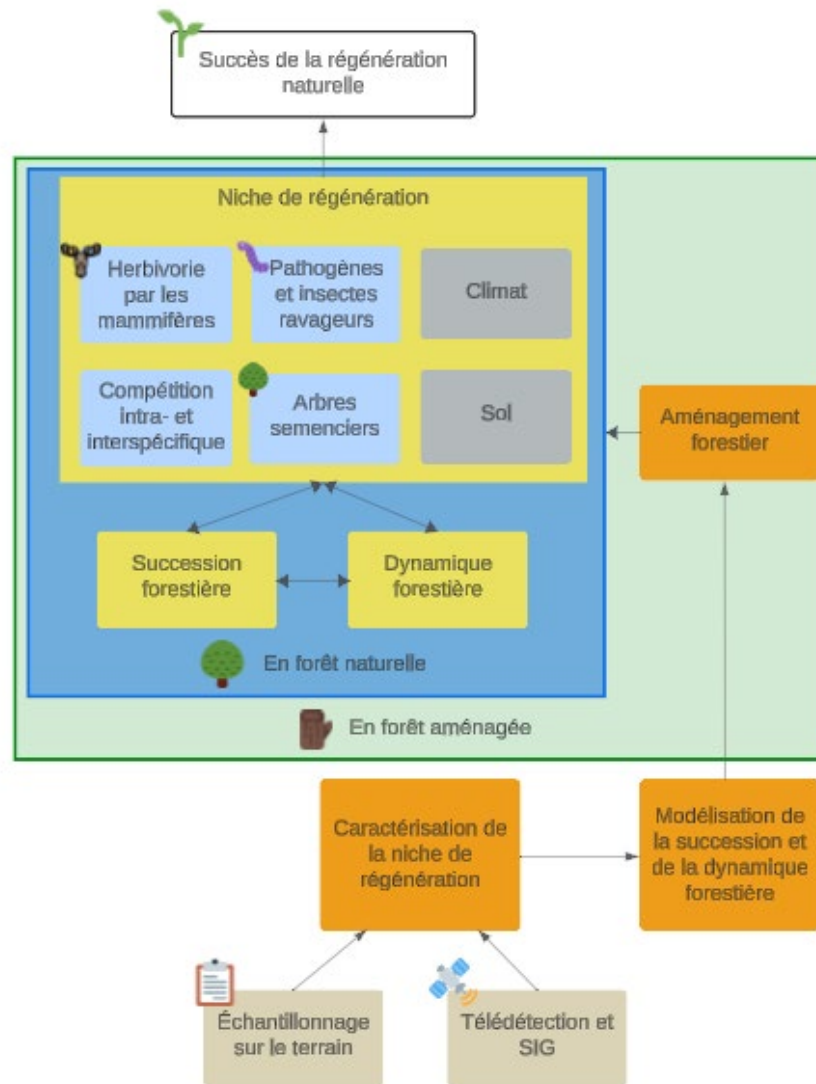 Succès de la régénération
naturelle
Niche de régénération
Herbivorie
par les
mammifères
Pathogènes
et insectes
ravageurs
Climat
Compétition
intra- et
interspécifique
Arbres
semenciers
Sol
Aménagement
forestier
Succession
forestière
Dynamique
forestière
En forêt naturelle
En forêt aménagée
Caractérisation de
la niche de
régénération
Modélisation de
la succession et
de la dynamique
forestière
Échantillonnage
sur le terrain
Télédétection et
SIG